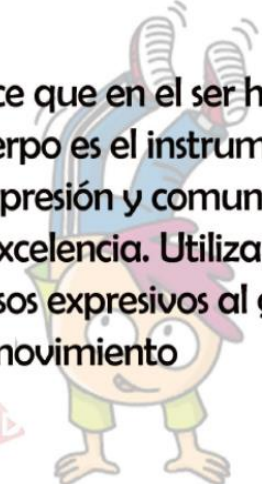 ce que en el ser h
erpo es el instrum
presión y comun
xcelencia. Utiliza
sos expresivos al g
movimiento